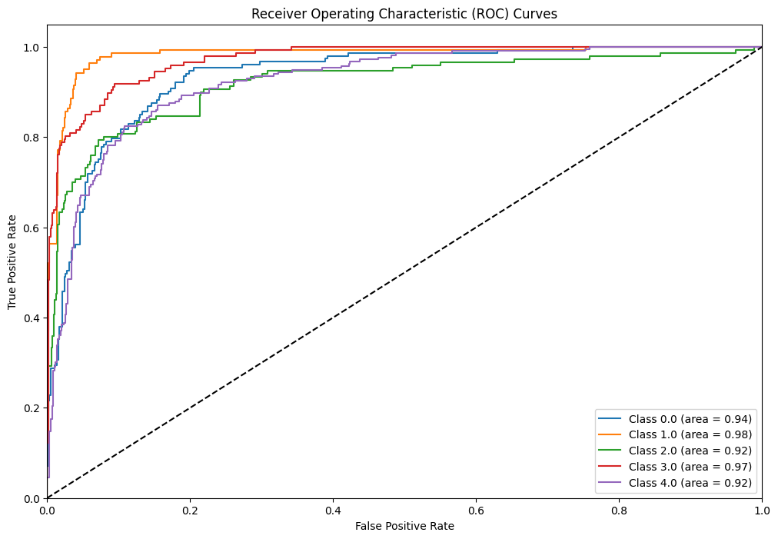 Receiver Operating Characteristic (ROC) Curves
1.0
0.8
0.6
0.4
0.2
0.0
True Positive Rate
Class 0.0 (area = 0.94)
Class 1.0 (area = 0.98)
Class 2.0 (area = 0.92)
Class 3.0 (area = 0.97)
Class 4.0 (area = 0.92)
0.0 0.2 0.4 0.6 0.8 1.0
False Positive Rate